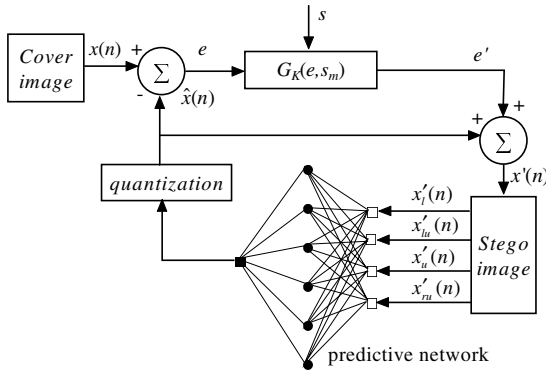 s
Cover
image
x(n)
+
Σ
-
e
x̂(n)
G_K(e,s_m)
e'
+
+
Σ
x'(n)
quantization
x'_l(n)
x'_lu(n)
x'_u(n)
x'_ru(n)
Stego
image
predictive network